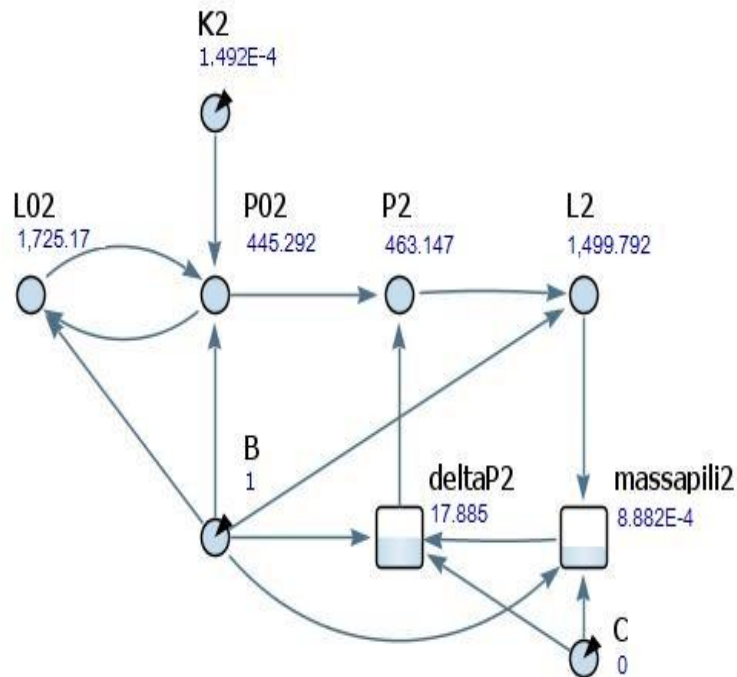 K2
1,492E-4
L02
1,725.17
P02
445.292
P2
463.147
L2
1,499.792
B
1
deltaP2
17.885
massapili2
8.882E-4
C
0